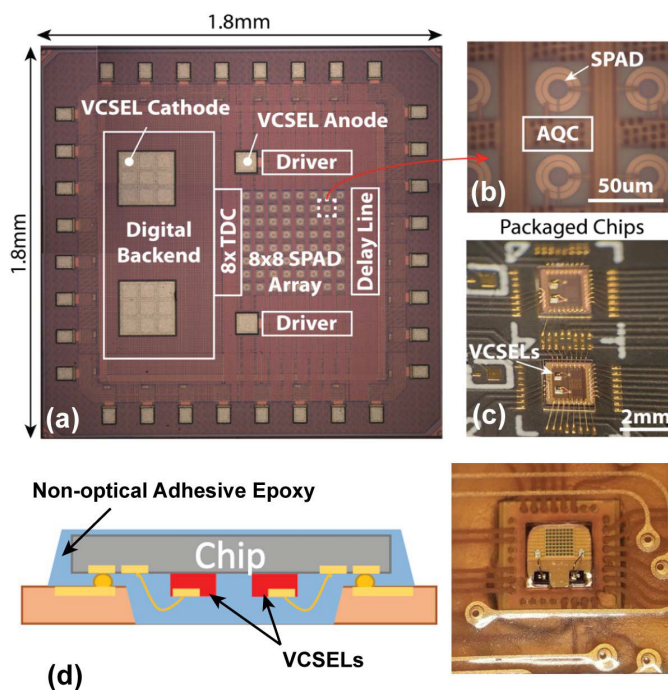 1.8mm
1.8mm
VCSEL Cathode
VCSEL Anode
Driver
Digital
Backend
8x TDC
8x8 SPAD
Array
Delay Line
Driver
(a)
SPAD
AQC
(b)
50um
Packaged Chips
VCSELs
(c)
2mm
Non-optical Adhesive Epoxy
Chip
VCSELs
(d)